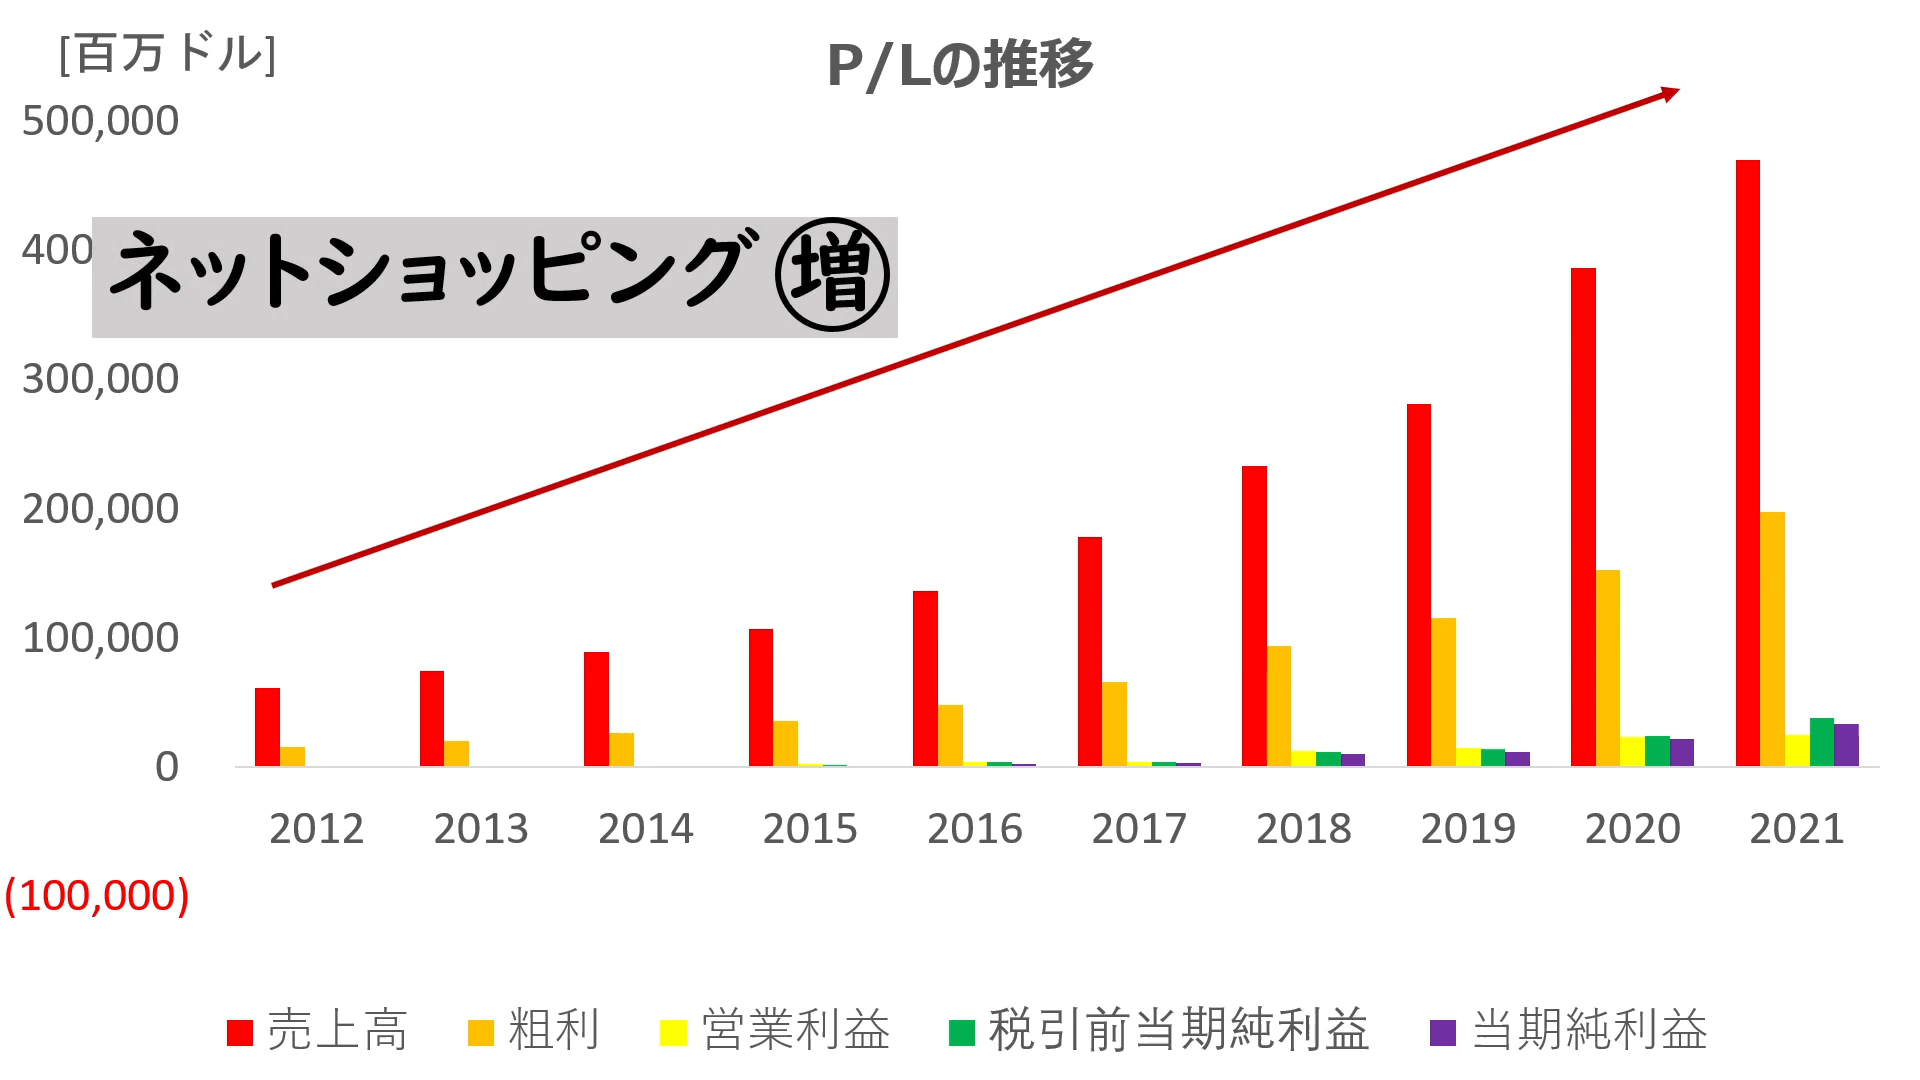 [百万ドル]
P/Lの推移
500,000
400
ネットショッピング 増
300,000
200,000
100,000
0
2012 2013 2014 2015 2016 2017 2018 2019 2020 2021
(100,000)
売上高 粗利 営業利益 税引前当期純利益 当期純利益